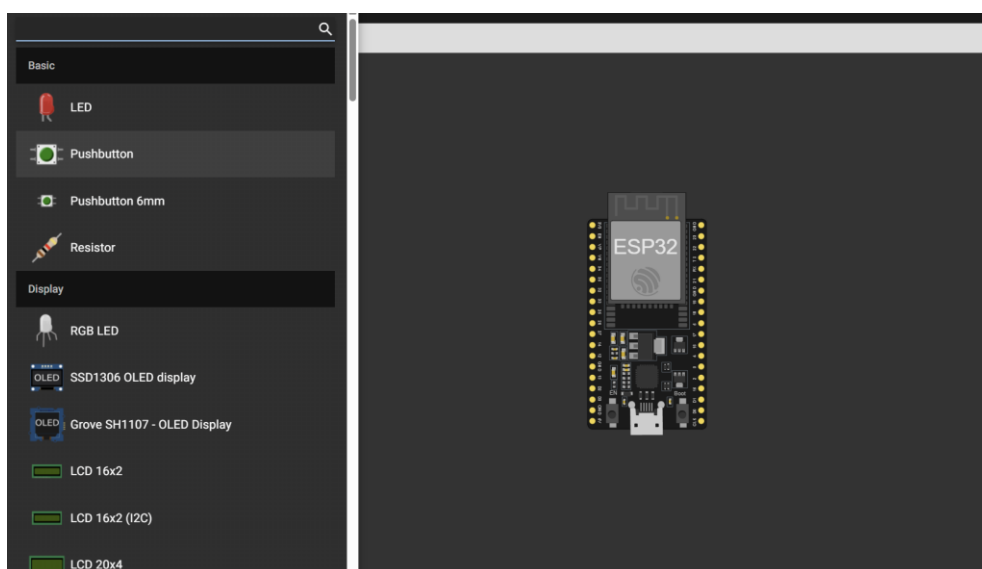 Basic
LED
Pushbutton
Pushbutton 6mm
Resistor
Display
RGB LED
OLED SSD1306 OLED display
OLED Grove SH1107 - OLED Display
LCD 16x2
LCD 16x2 (I2C)
LCD 20x4
ESP32
EN
Boot